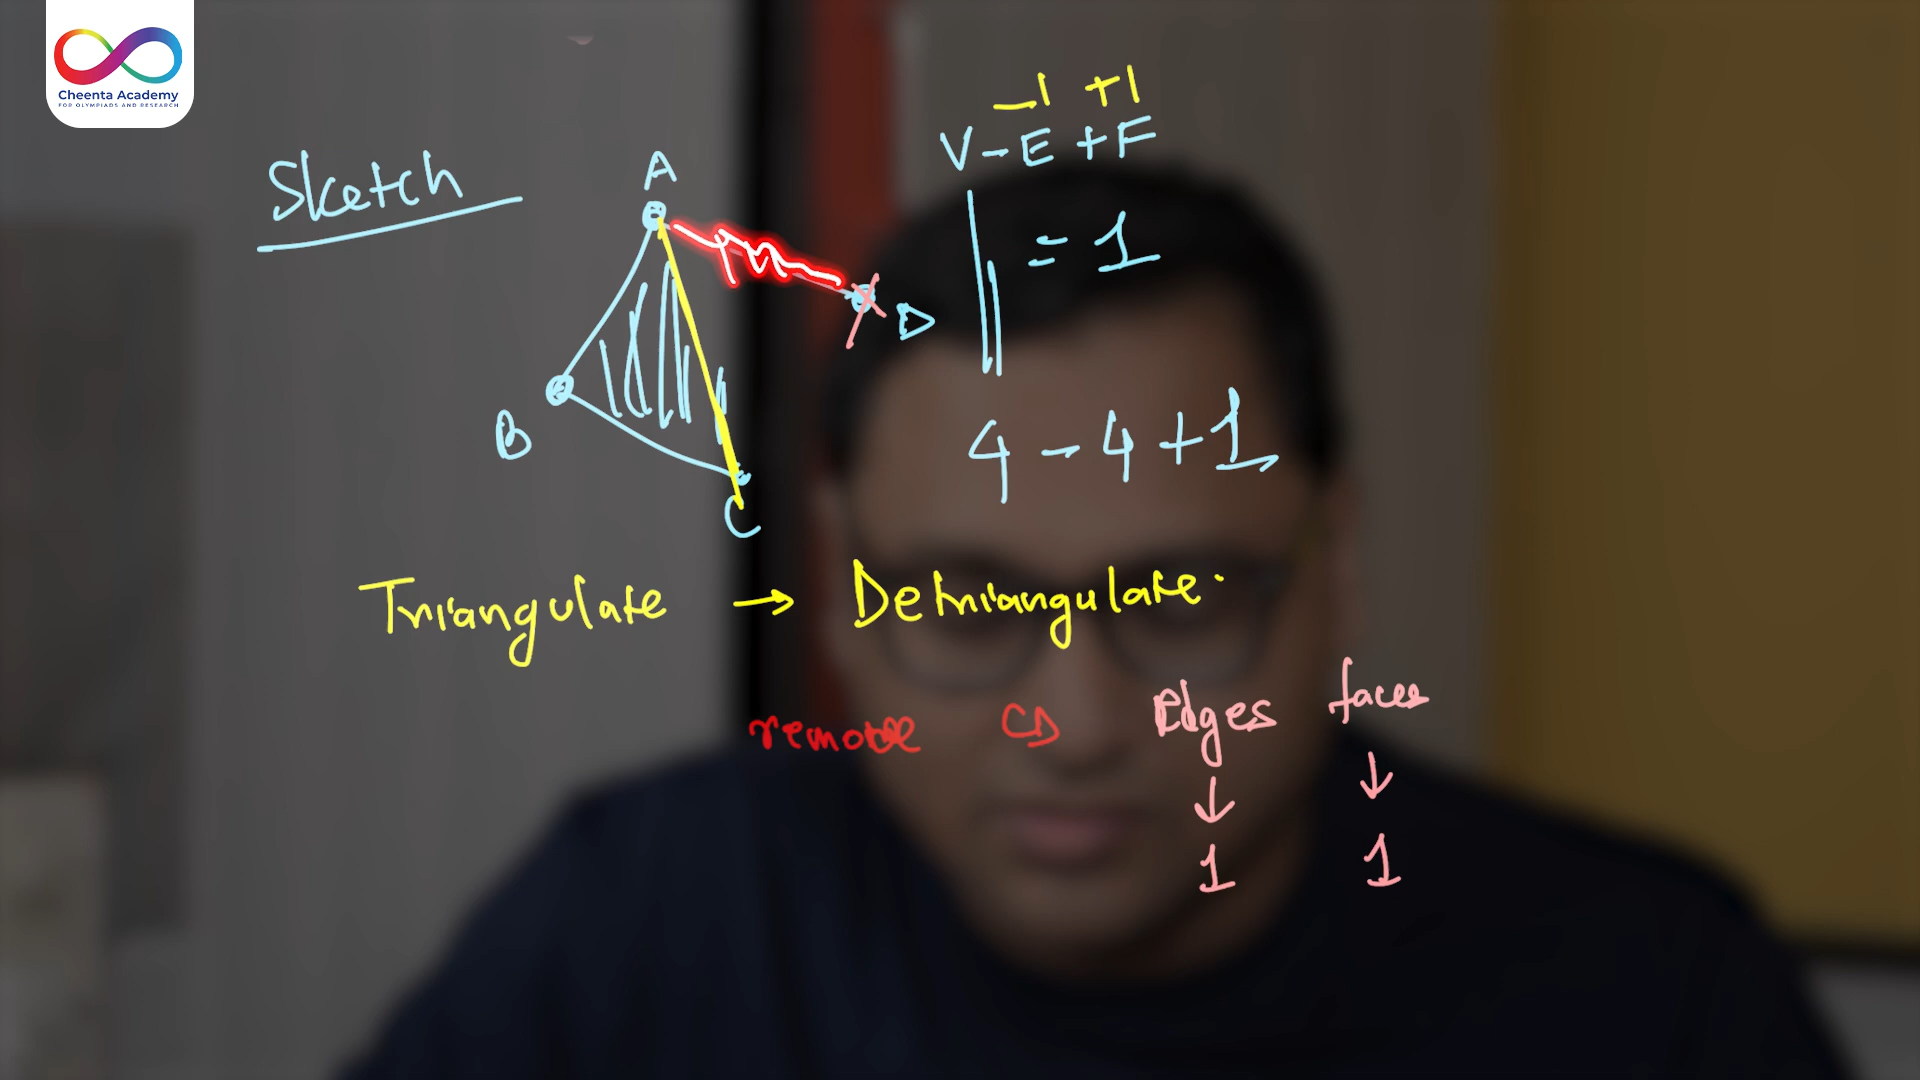 Cheenta Academy
FOR OLYMPIADS AND RESEARCH
-1 +1
V - E + F
Sketch
A
= 1
D
B
4 - 4 + 1
C
Triangulate → Detriangulate.
remove CD Edges faces
↓ ↓
1 1